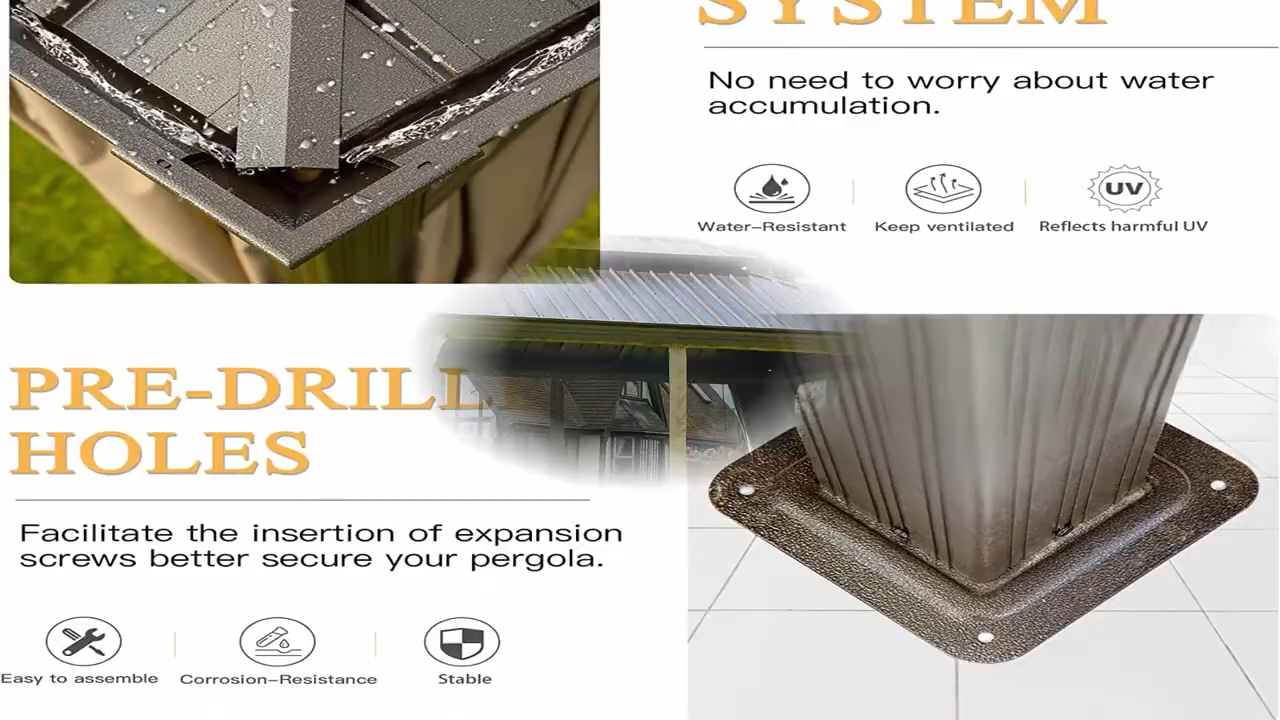 SYSTEM
No need to worry about water
accumulation.
UV
Water-Resistant
Keep ventilated
Reflects harmful UV
PRE-DRILL
HOLES
Facilitate the insertion of expansion
screws better secure your pergola.
Easy to assemble
Corrosion-Resistance
Stable